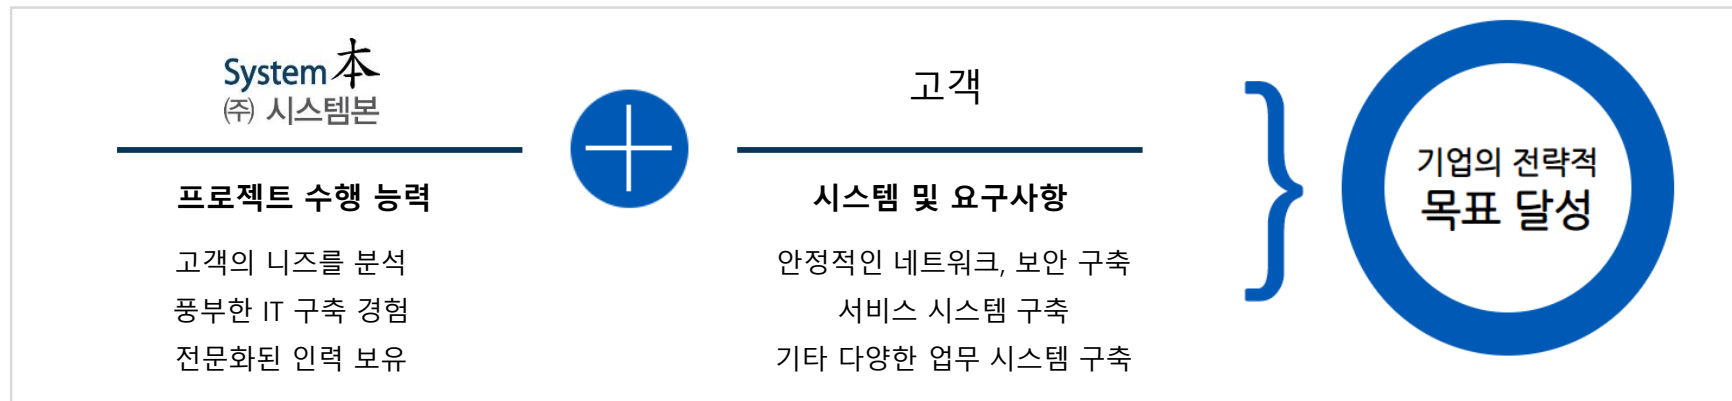 System本
㈜ 시스템본
프로젝트 수행 능력
고객의 니즈를 분석
풍부한 IT 구축 경험
전문화된 인력 보유
고객
시스템 및 요구사항
안정적인 네트워크, 보안 구축
서비스 시스템 구축
기타 다양한 업무 시스템 구축
기업의 전략적
목표 달성